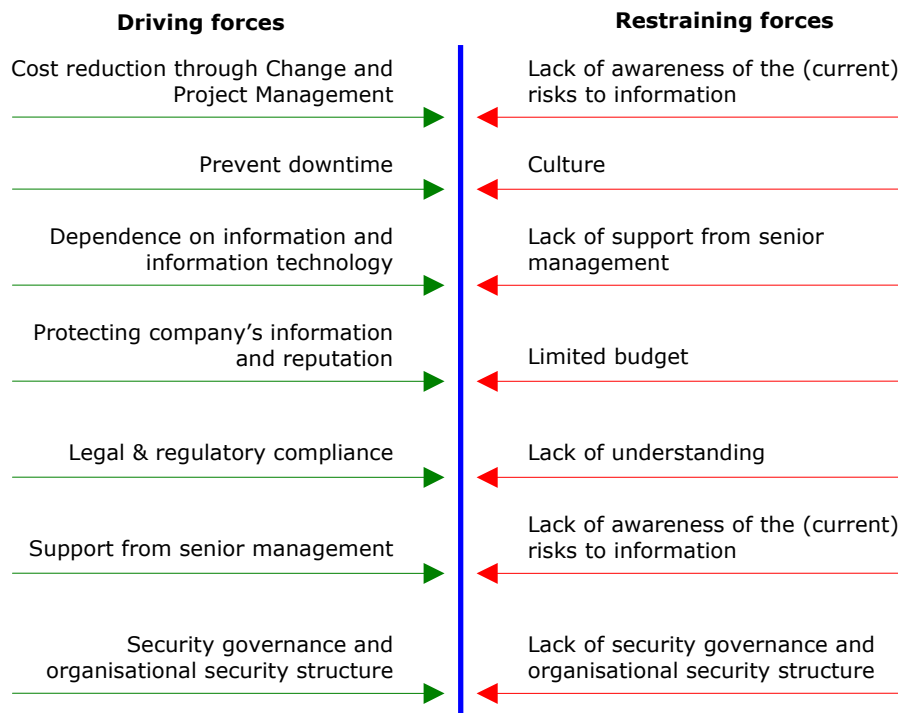 Driving forces
Restraining forces
Cost reduction through Change and
Project Management
Lack of awareness of the (current)
risks to information
Prevent downtime
Culture
Dependence on information and
information technology
Lack of support from senior
management
Protecting company’s information
and reputation
Limited budget
Legal & regulatory compliance
Lack of understanding
Support from senior management
Lack of awareness of the (current)
risks to information
Security governance and
organisational security structure
Lack of security governance and
organisational security structure